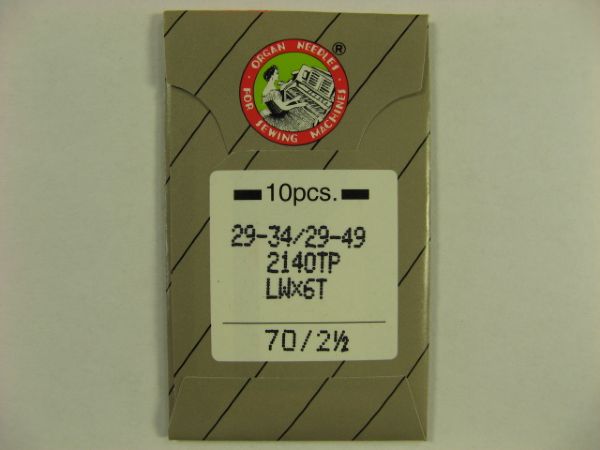 ORGAN NEEDLES ®
FOR SEWING MACHINES
10pcs.
29-34/29-49
2140TP
LWx6T
70/2½